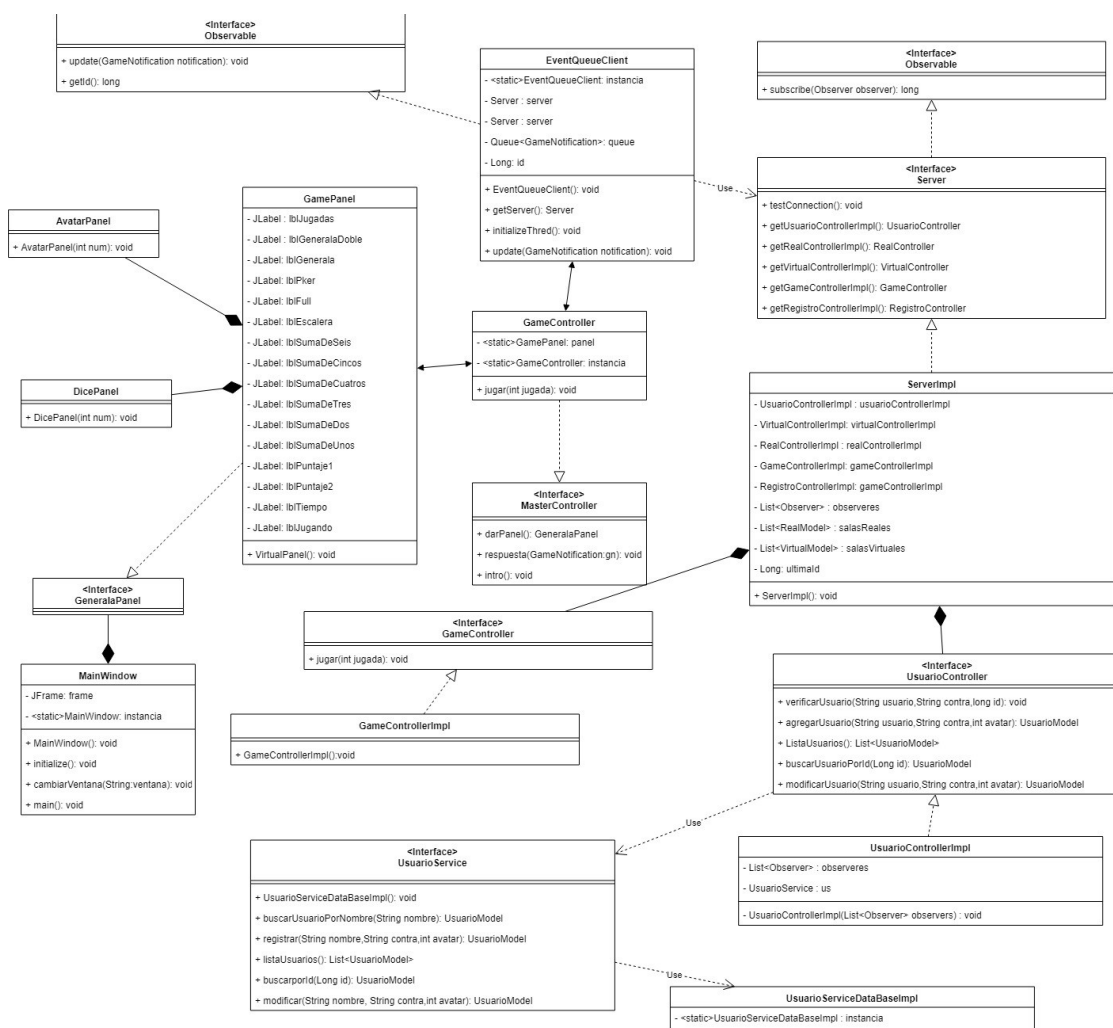 <Interface>
Observable
+ update(GameNotification notification): void
+ getId(): long
EventQueueClient
- <static>EventQueueClient: instancia
- Server : server
- Server : server
- Queue<GameNotification>: queue
- Long: id
+ EventQueueClient(): void
+ getServer(): Server
+ initializeThred(): void
+ update(GameNotification notification): void
<Interface>
Observable
+ subscribe(Observer observer): long
Use
<Interface>
Server
+ testConnection(): void
+ getUsuarioControllerImpl(): UsuarioController
+ getRealControllerImpl(): RealController
+ getVirtualControllerImpl(): VirtualController
+ getGameControllerImpl(): GameController
+ getRegistroControllerImpl(): RegistroController
AvatarPanel
+ AvatarPanel(int num): void
DicePanel
+ DicePanel(int num): void
GamePanel
- JLabel : lblJugadas
- JLabel : lblGeneralaDoble
- JLabel: lblGenerala
- JLabel: lblPker
- JLabel: lblFull
- JLabel: lblEscalera
- JLabel: lblSumaDeSeis
- JLabel: lblSumaDeCincos
- JLabel: lblSumaDeCuatros
- JLabel: lblSumaDeTres
- JLabel: lblSumaDeDos
- JLabel: lblSumaDeUnos
- JLabel: lblPuntaje1
- JLabel: lblPuntaje2
- JLabel: lblTiempo
- JLabel: lblJugando
+ VirtualPanel(): void
GameController
- <static>GamePanel: panel
- <static>GameController: instancia
+ jugar(int jugada): void
<Interface>
MasterController
+ darPanel(): GeneralaPanel
+ respuesta(GameNotification:gn): void
+ intro(): void
ServerImpl
- UsuarioControllerImpl : usuarioControllerImpl
- VirtualControllerImpl: virtualControllerImpl
- RealControllerImpl : realControllerImpl
- GameControllerImpl: gameControllerImpl
- RegistroControllerImpl: gameControllerImpl
- List<Observer> : observeres
- List<RealModel> : salasReales
- List<VirtualModel> : salasVirtuales
- Long: ultimaId
+ ServerImpl(): void
<Interface>
GeneralaPanel
MainWindow
- JFrame: frame
- <static>MainWindow: instancia
+ MainWindow(): void
+ initialize(): void
+ cambiarVentana(String:ventana): void
+ main(): void
<Interface>
GameController
+ jugar(int jugada): void
GameControllerImpl
+ GameControllerImpl():void
<Interface>
UsuarioController
+ verificarUsuario(String usuario,String contra,long id): void
+ agregarUsuario(String usuario,String contra,int avatar): UsuarioModel
+ ListaUsuarios(): List<UsuarioModel>
+ buscarUsuarioPorId(Long id): UsuarioModel
+ modificarUsuario(String usuario,String contra,int avatar): UsuarioModel
Use
<Interface>
UsuarioService
+ UsuarioServiceDataBaseImpl(): void
+ buscarUsuarioPorNombre(String nombre): UsuarioModel
+ registrar(String nombre,String contra,int avatar): UsuarioModel
+ listaUsuarios(): List<UsuarioModel>
+ buscarporId(Long id): UsuarioModel
+ modificar(String nombre, String contra,int avatar): UsuarioModel
UsuarioControllerImpl
- List<Observer> : observeres
- UsuarioService : us
- UsuarioControllerImpl(List<Observer> observers) : void
Use
UsuarioServiceDataBaseImpl
- <static>UsuarioServiceDataBaseImpl : instancia